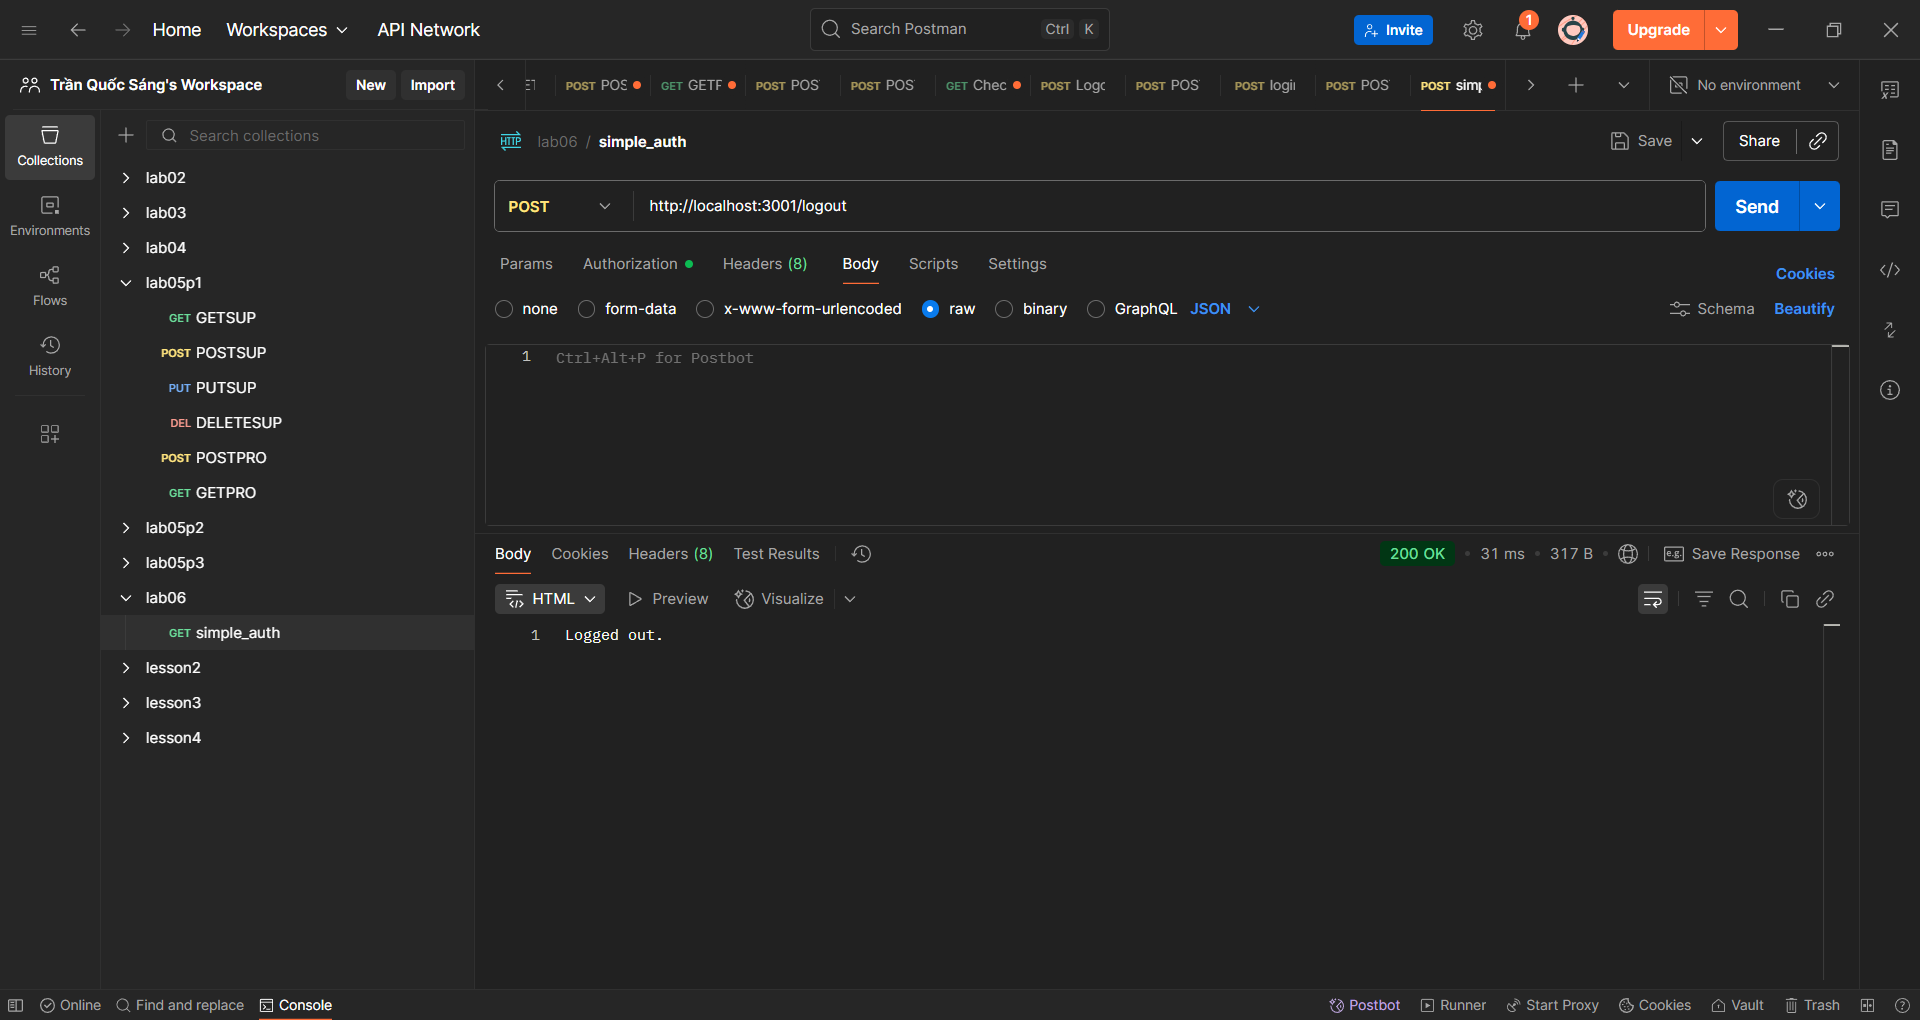 Home Workspaces API Network Search Postman Ctrl K Invite 1 Upgrade
Trần Quốc Sáng's Workspace New Import
POST POS GET GETF POST POS POST POS GET Chec POST Logo POST POS POST login POST POS POST simp No environment
Collections
Environments
Flows
History
Search collections
lab02
lab03
lab04
lab05p1
GET GETSUP
POST POSTSUP
PUT PUTSUP
DEL DELETESUP
POST POSTPRO
GET GETPRO
lab05p2
lab05p3
lab06
GET simple_auth
lesson2
lesson3
lesson4
HTTP lab06 / simple_auth Save Share
POST http://localhost:3001/logout Send
Params Authorization Headers (8) Body Scripts Settings Cookies
none form-data x-www-form-urlencoded raw binary GraphQL JSON Schema Beautify
1 Ctrl+Alt+P for Postbot
Body Cookies Headers (8) Test Results 200 OK • 31 ms • 317 B • e.g. Save Response
HTML Preview Visualize
1 Logged out.
Online Find and replace Console Postbot Runner Start Proxy Cookies Vault Trash